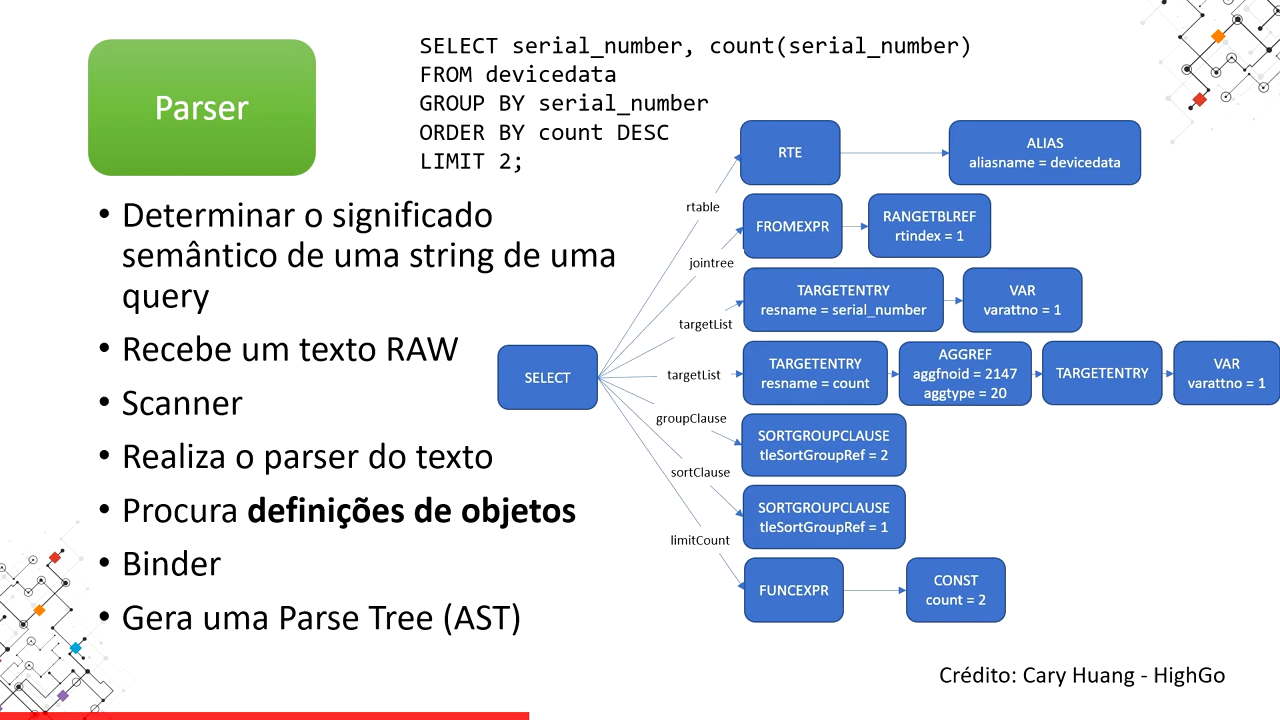 Parser
SELECT serial_number, count(serial_number)
FROM devicedata
GROUP BY serial_number
ORDER BY count DESC
LIMIT 2;
• Determinar o significado
semântico de uma string de uma
query
• Recebe um texto RAW
• Scanner
• Realiza o parser do texto
• Procura definições de objetos
• Binder
• Gera uma Parse Tree (AST)
SELECT
rtable
RTE
ALIAS
aliasname = devicedata
jointree
FROMEXPR
RANGETBLREF
rtindex = 1
targetList
TARGETENTRY
resname = serial_number
VAR
varattno = 1
targetList
TARGETENTRY
resname = count
AGGREF
aggfnoid = 2147
aggtype = 20
TARGETENTRY
VAR
varattno = 1
groupClause
SORTGROUPCLAUSE
tleSortGroupRef = 2
sortClause
SORTGROUPCLAUSE
tleSortGroupRef = 1
limitCount
FUNCEXPR
CONST
count = 2
Crédito: Cary Huang - HighGo